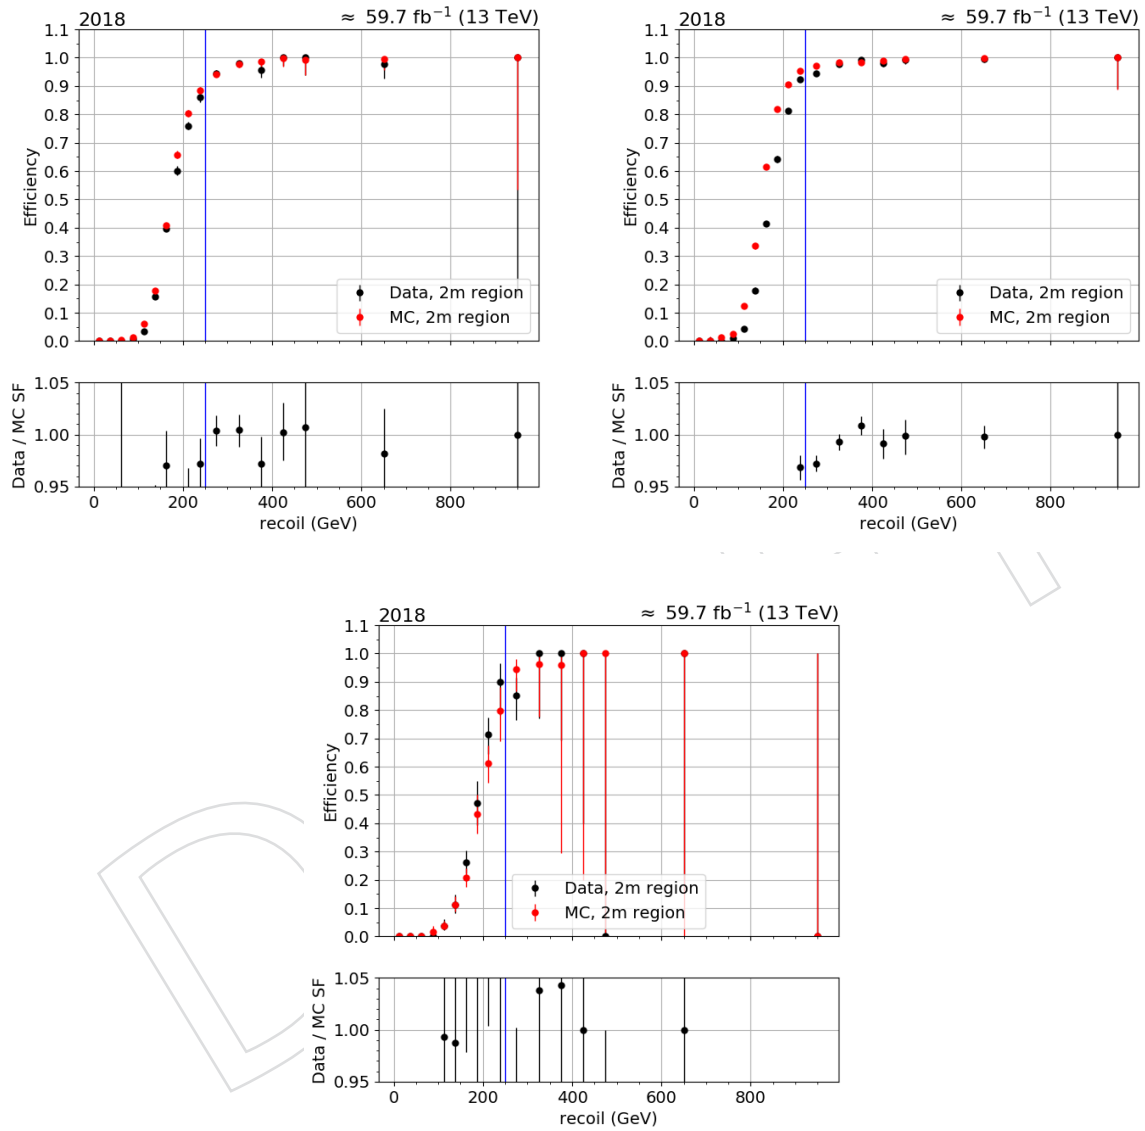 2018 ≈ 59.7 fb⁻¹ (13 TeV)
1.1
1.0
0.9
0.8
0.7
0.6
0.5
0.4
0.3
0.2
0.1
0.0
Efficiency
Data, 2m region
MC, 2m region
1.05
1.00
0.95
Data / MC SF
0 200 400 600 800
recoil (GeV)
2018 ≈ 59.7 fb⁻¹ (13 TeV)
1.1
1.0
0.9
0.8
0.7
0.6
0.5
0.4
0.3
0.2
0.1
0.0
Efficiency
Data, 2m region
MC, 2m region
1.05
1.00
0.95
Data / MC SF
0 200 400 600 800
recoil (GeV)
2018 ≈ 59.7 fb⁻¹ (13 TeV)
1.1
1.0
0.9
0.8
0.7
0.6
0.5
0.4
0.3
0.2
0.1
0.0
Efficiency
Data, 2m region
MC, 2m region
1.05
1.00
0.95
Data / MC SF
0 200 400 600 800
recoil (GeV)